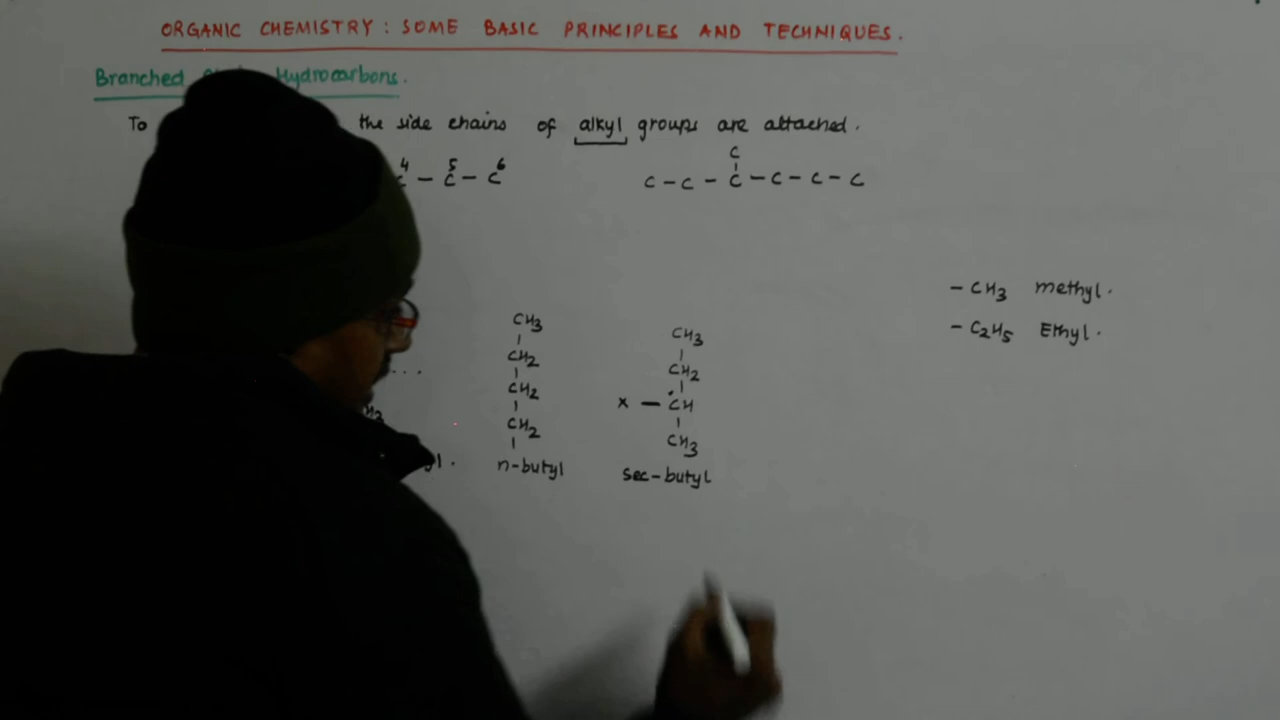 ORGANIC CHEMISTRY : SOME BASIC PRINCIPLES AND TECHNIQUES.
Branched Hydrocarbons.
To the side chains of alkyl groups are attached.
4 5 6
C - C - C
C
C - C - C - C - C - C
- CH3 methyl.
- C2H5 Ethyl.
...
CH3
CH2
CH2
CH2
n-butyl
CH3
CH2
x - CH
CH3
sec-butyl